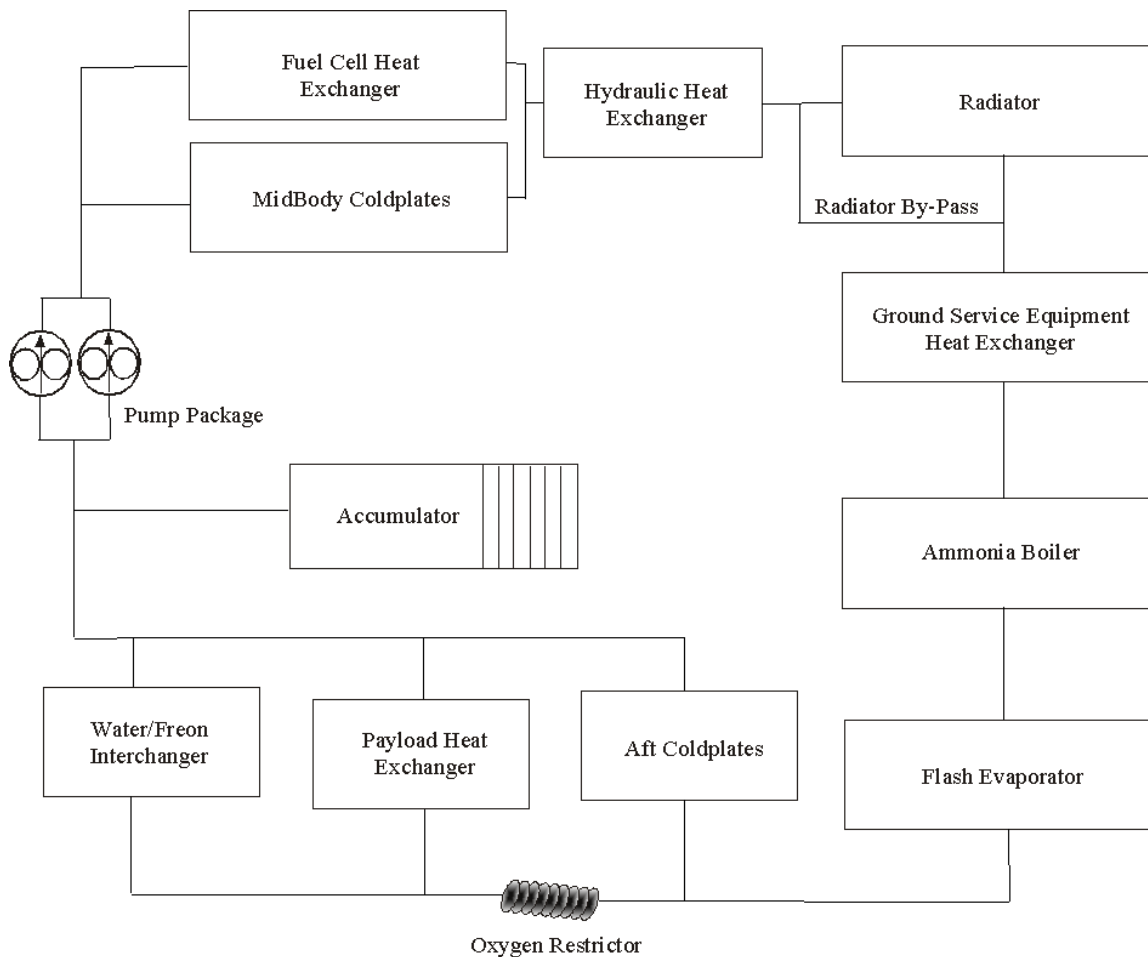 Fuel Cell Heat
Exchanger
Hydraulic Heat
Exchanger
Radiator
MidBody Coldplates
Radiator By-Pass
Ground Service Equipment
Heat Exchanger
Pump Package
Accumulator
Ammonia Boiler
Water/Freon
Interchanger
Payload Heat
Exchanger
Aft Coldplates
Flash Evaporator
Oxygen Restrictor